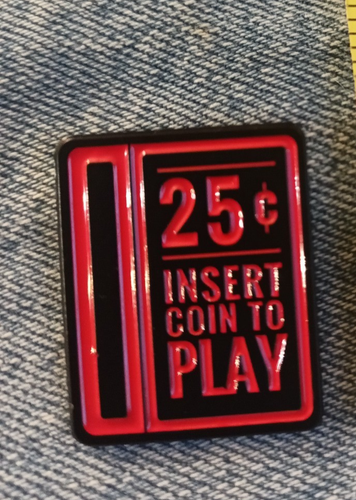 25¢
INSERT
COIN TO
PLAY